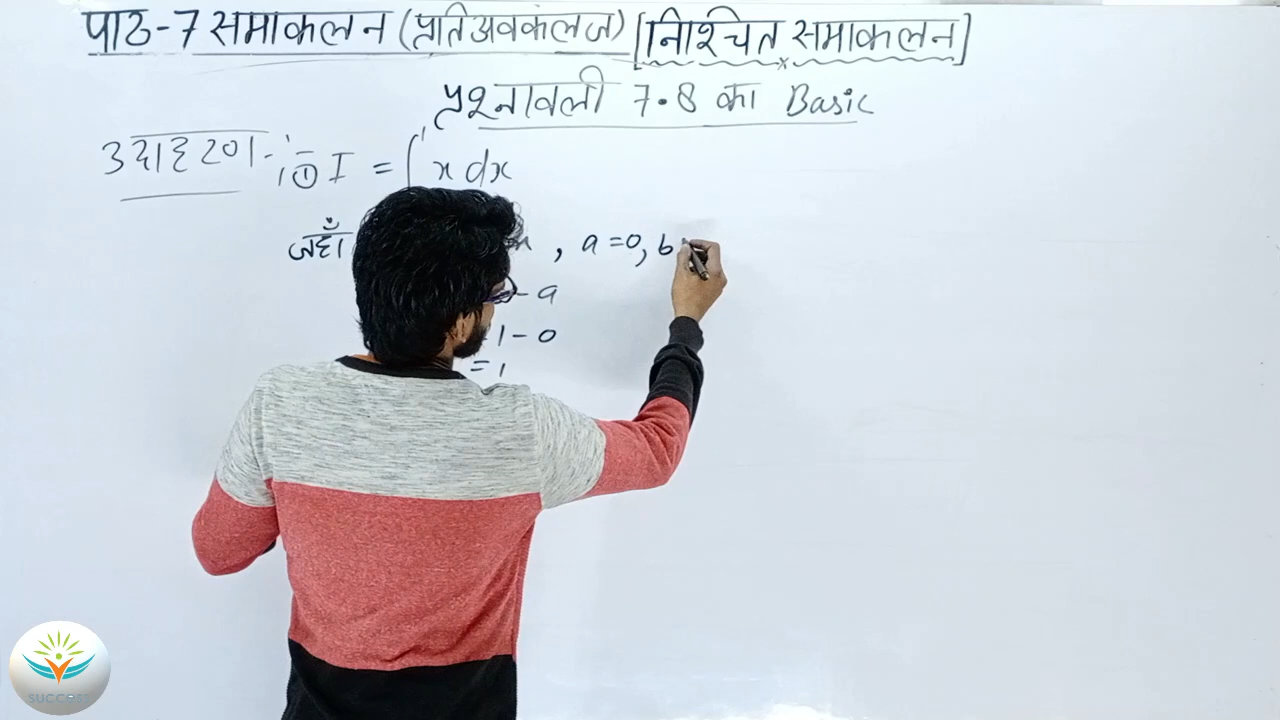 पाठ-7 समाकलन (प्रतिअवकलज) [निश्चित समाकलन]
प्रश्नावली 7.8 का Basic
उदाहरण- ① I = ∫ x dx
जहाँ , a = 0, b
- a
1 - 0
= 1
SUCCESS